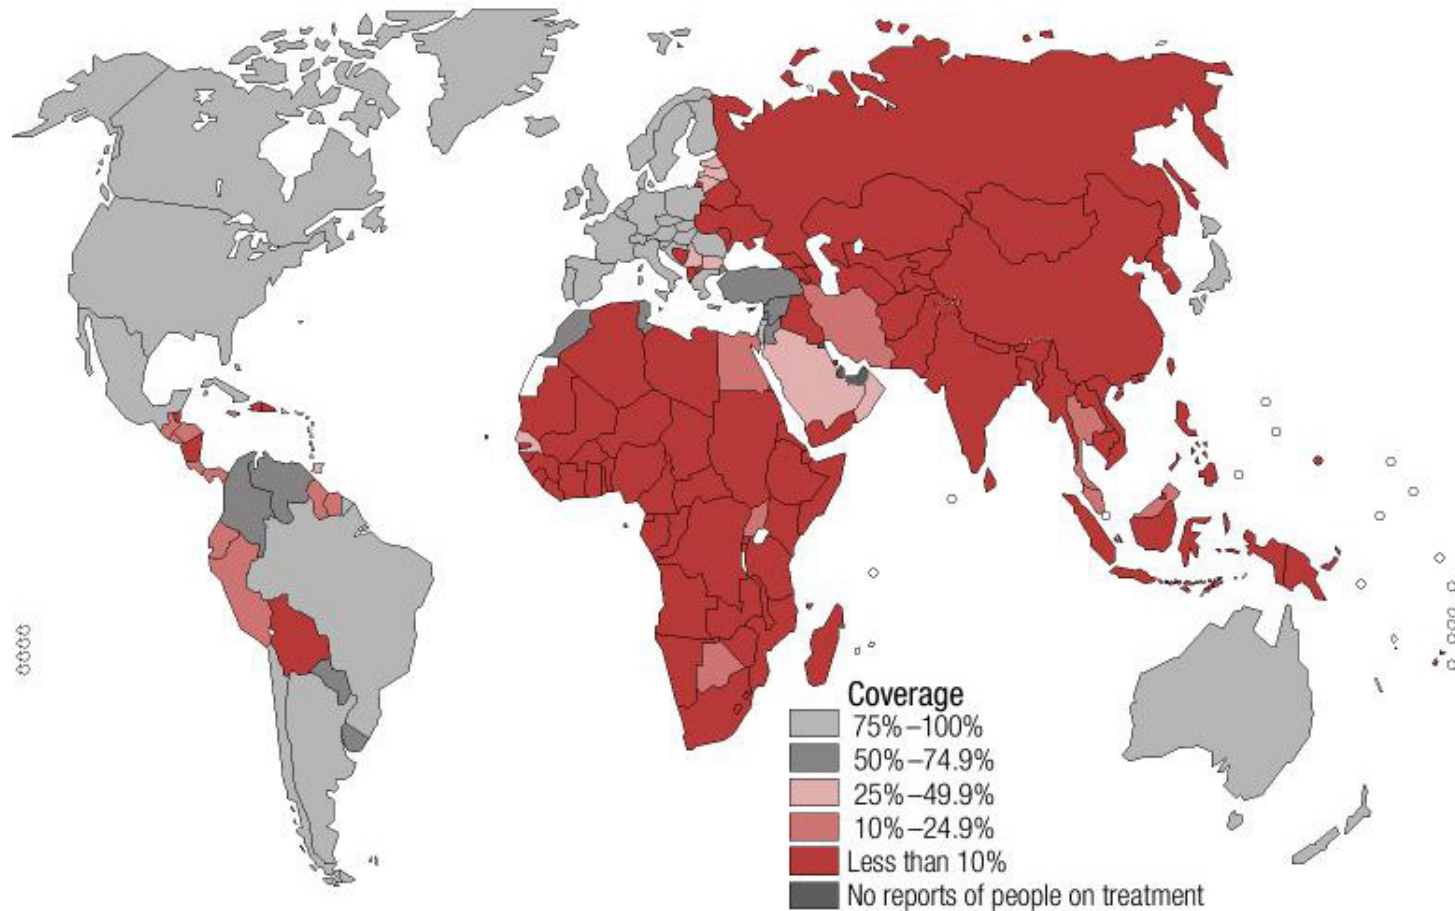 Coverage
75%–100%
50%–74.9%
25%–49.9%
10%–24.9%
Less than 10%
No reports of people on treatment